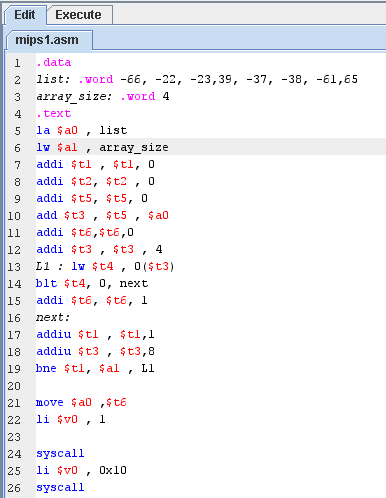 Edit Execute
mips1.asm
1 .data
2 list: .word -66, -22, -23,39, -37, -38, -61,65
3 array_size: .word 4
4 .text
5 la $a0 , list
6 lw $a1 , array_size
7 addi $t1 , $t1, 0
8 addi $t2, $t2 , 0
9 addi $t5, $t5, 0
10 add $t3 , $t5 , $a0
11 addi $t6,$t6,0
12 addi $t3 , $t3 , 4
13 L1 : lw $t4 , 0($t3)
14 blt $t4, 0, next
15 addi $t6, $t6, 1
16 next:
17 addiu $t1 , $t1,1
18 addiu $t3 , $t3,8
19 bne $t1, $a1 , L1
20
21 move $a0 ,$t6
22 li $v0 , 1
23
24 syscall
25 li $v0 , 0x10
26 syscall